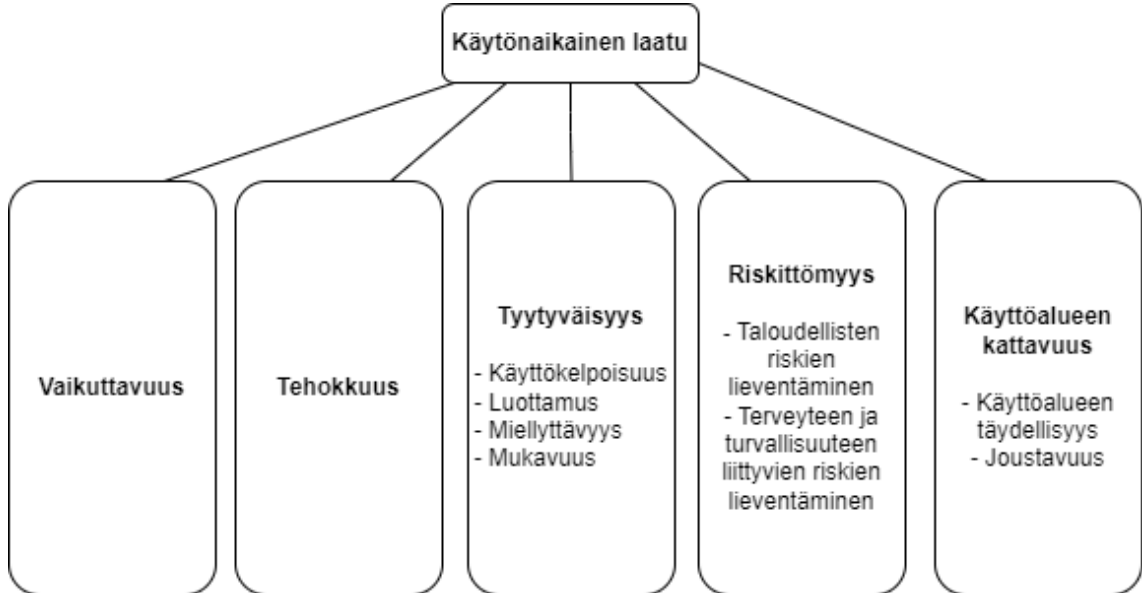 Käytönaikainen laatu
Vaikuttavuus
Tehokkuus
Tyytyväisyys
- Käyttökelpoisuus
- Luottamus
- Miellyttävyys
- Mukavuus
Riskittömyys
- Taloudellisten
riskien
lieventäminen
- Terveyteen ja
turvallisuuteen
liittyvien riskien
lieventäminen
Käyttöalueen
kattavuus
- Käyttöalueen
täydellisyys
- Joustavuus